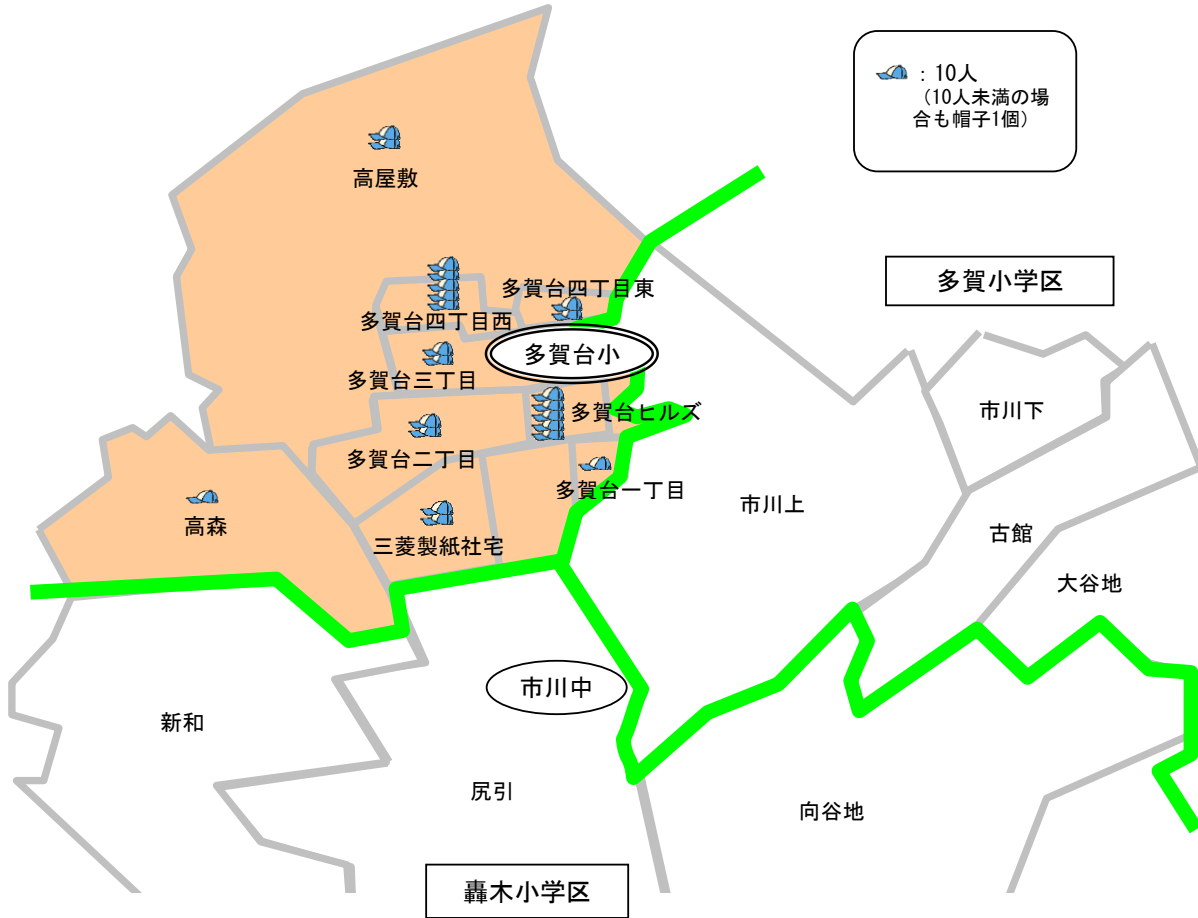 ：10人
（10人未満の場
合も帽子1個）
高屋敷
多賀小学区
多賀台四丁目東
多賀台四丁目西
多賀台小
多賀台三丁目
市川下
多賀台ヒルズ
多賀台二丁目
多賀台一丁目
市川上
高森
三菱製紙社宅
古館
大谷地
市川中
新和
尻引
向谷地
轟木小学区